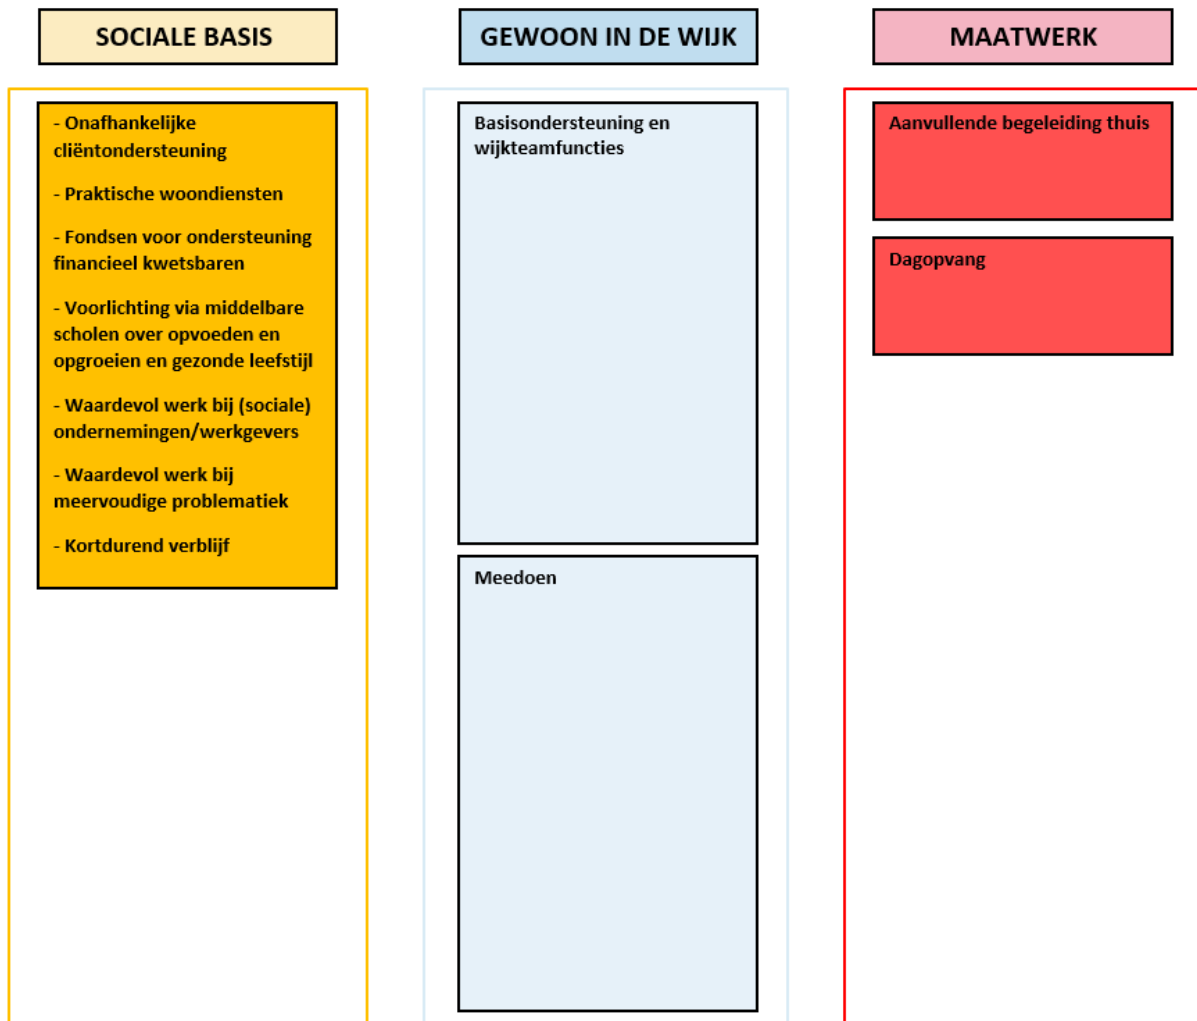 SOCIALE BASIS
GEWOON IN DE WIJK
MAATWERK
- Onafhankelijke
cliëntondersteuning
- Praktische woondiensten
- Fondsen voor ondersteuning
financieel kwetsbaren
- Voorlichting via middelbare
scholen over opvoeden en
opgroeien en gezonde leefstijl
- Waardevol werk bij (sociale)
ondernemingen/werkgevers
- Waardevol werk bij
meervoudige problematiek
- Kortdurend verblijf
Basisondersteuning en
wijkteamfuncties
Meedoen
Aanvullende begeleiding thuis
Dagopvang